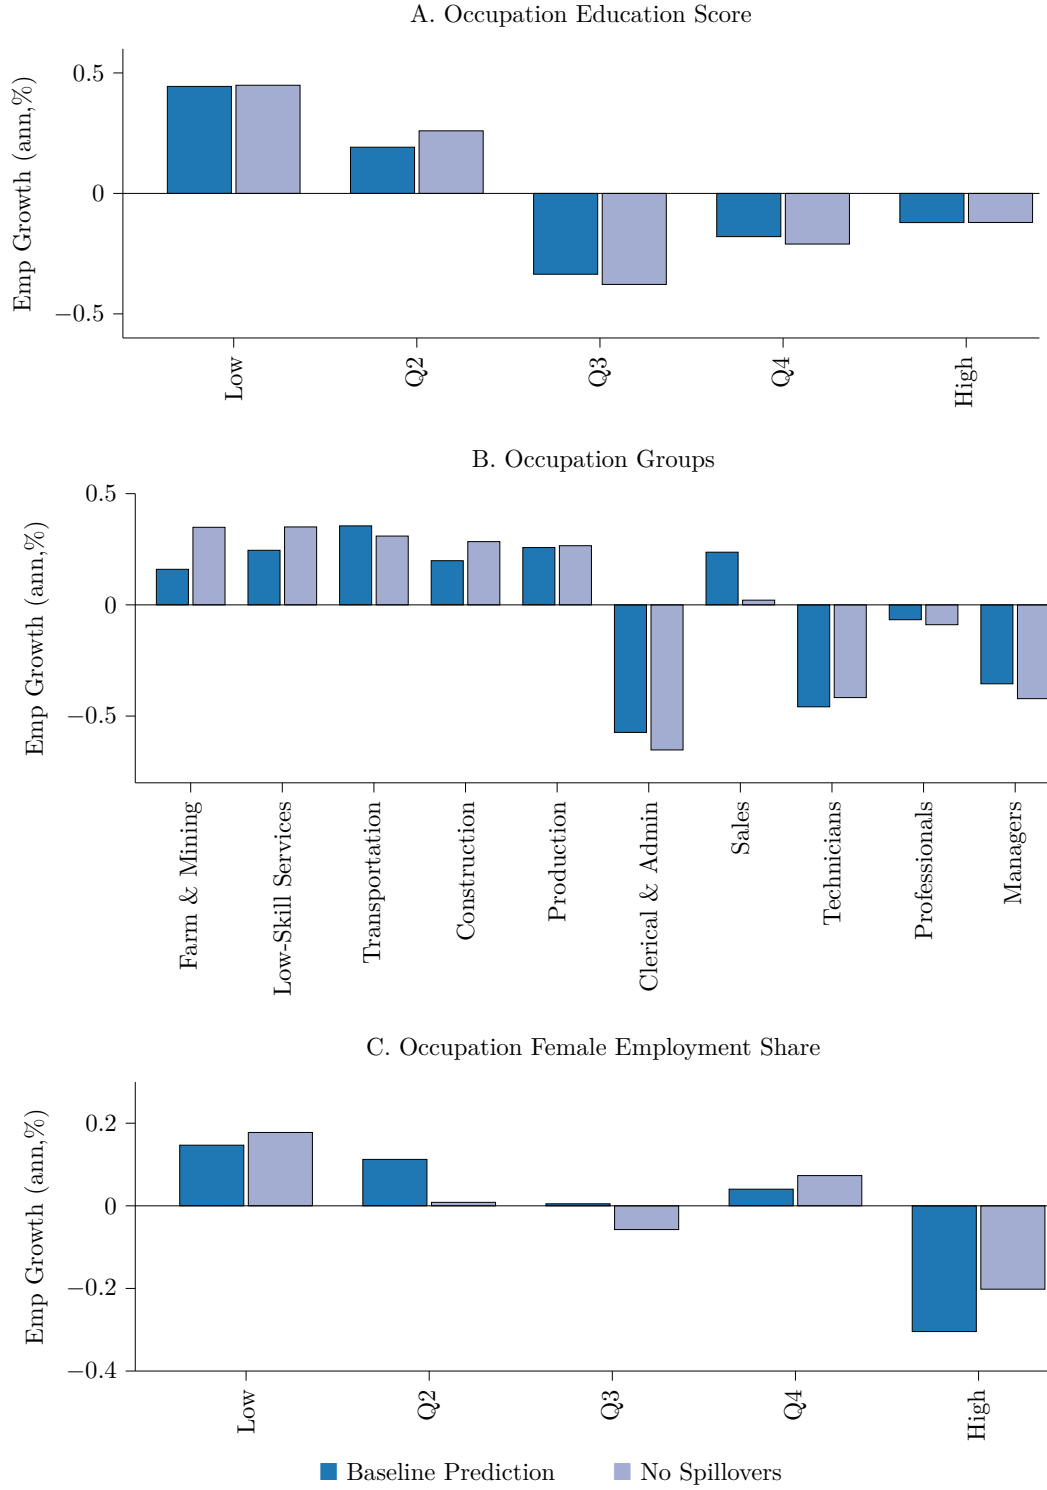 A. Occupation Education Score
Emp Growth (ann,%)
0.5
0
−0.5
Low
Q2
Q3
Q4
High
B. Occupation Groups
Emp Growth (ann,%)
0.5
0
−0.5
Farm & Mining
Low-Skill Services
Transportation
Construction
Production
Clerical & Admin
Sales
Technicians
Professionals
Managers
C. Occupation Female Employment Share
Emp Growth (ann,%)
0.2
0
−0.2
−0.4
Low
Q2
Q3
Q4
High
Baseline Prediction
No Spillovers